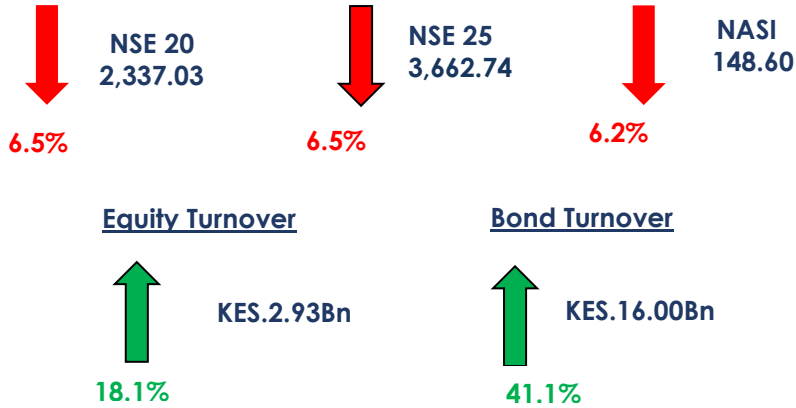 NSE 20
2,337.03
6.5%
NSE 25
3,662.74
6.5%
NASI
148.60
6.2%
Equity Turnover
KES.2.93Bn
18.1%
Bond Turnover
KES.16.00Bn
41.1%